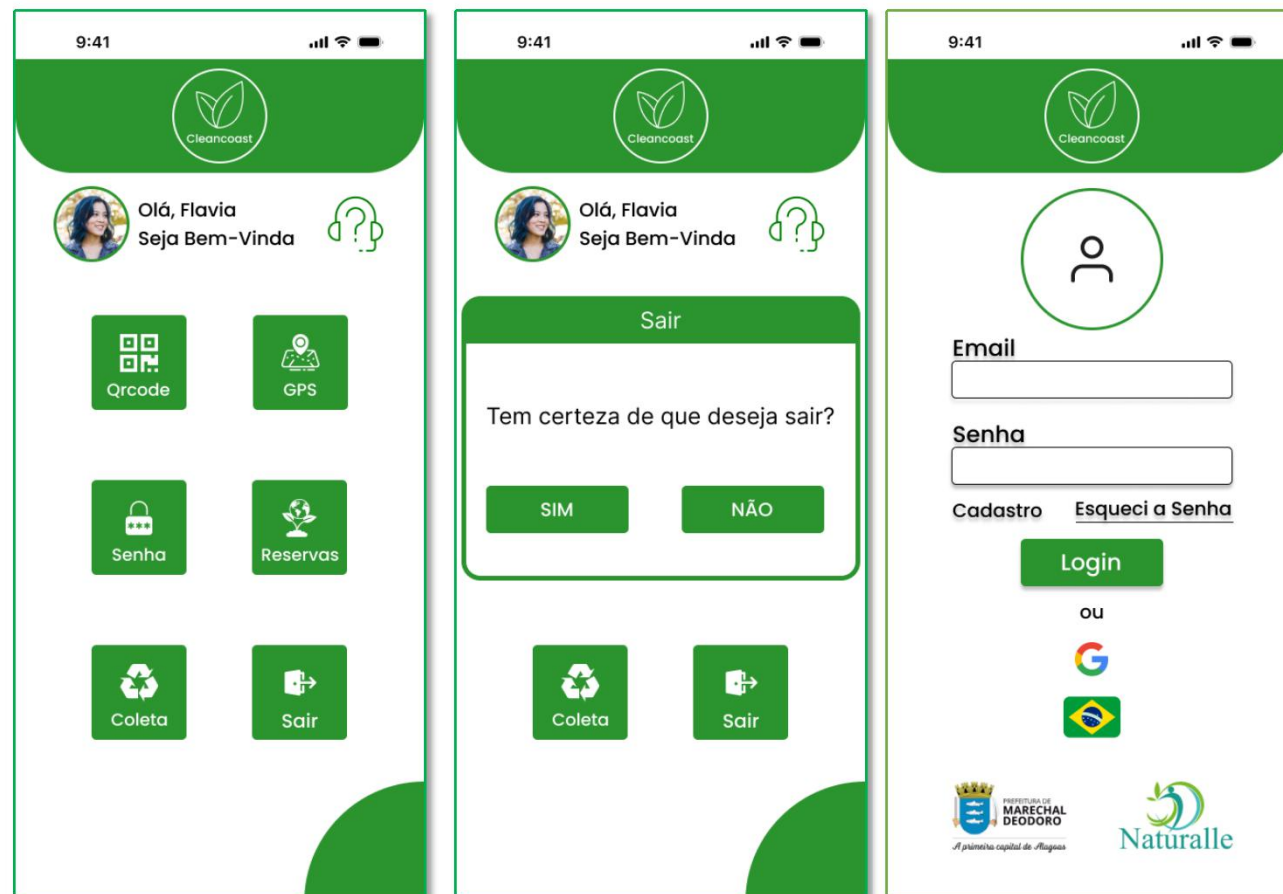 9:41
Cleancoast
Olá, Flavia
Seja Bem-Vinda
Qrcode
GPS
Senha
Reservas
Coleta
Sair
9:41
Cleancoast
Olá, Flavia
Seja Bem-Vinda
Sair
Tem certeza de que deseja sair?
SIM
NÃO
Coleta
Sair
9:41
Cleancoast
Email
Senha
Cadastro
Esqueci a Senha
Login
ou
PREFEITURA DE
MARECHAL
DEODORO
A primeira capital de Alagoas
Naturalle